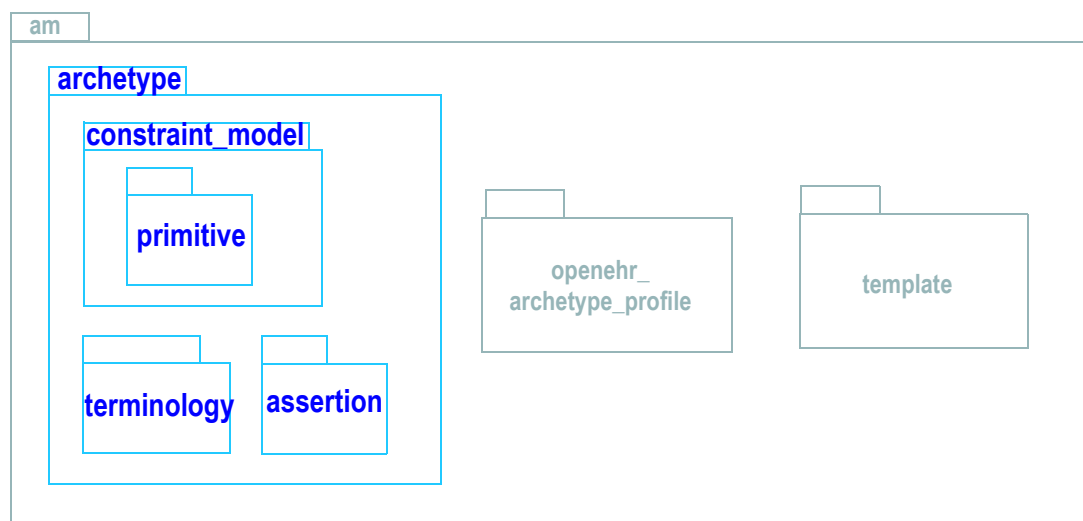 am
archetype
constraint_model
primitive
openehr_
archetype_profile
template
terminology
assertion